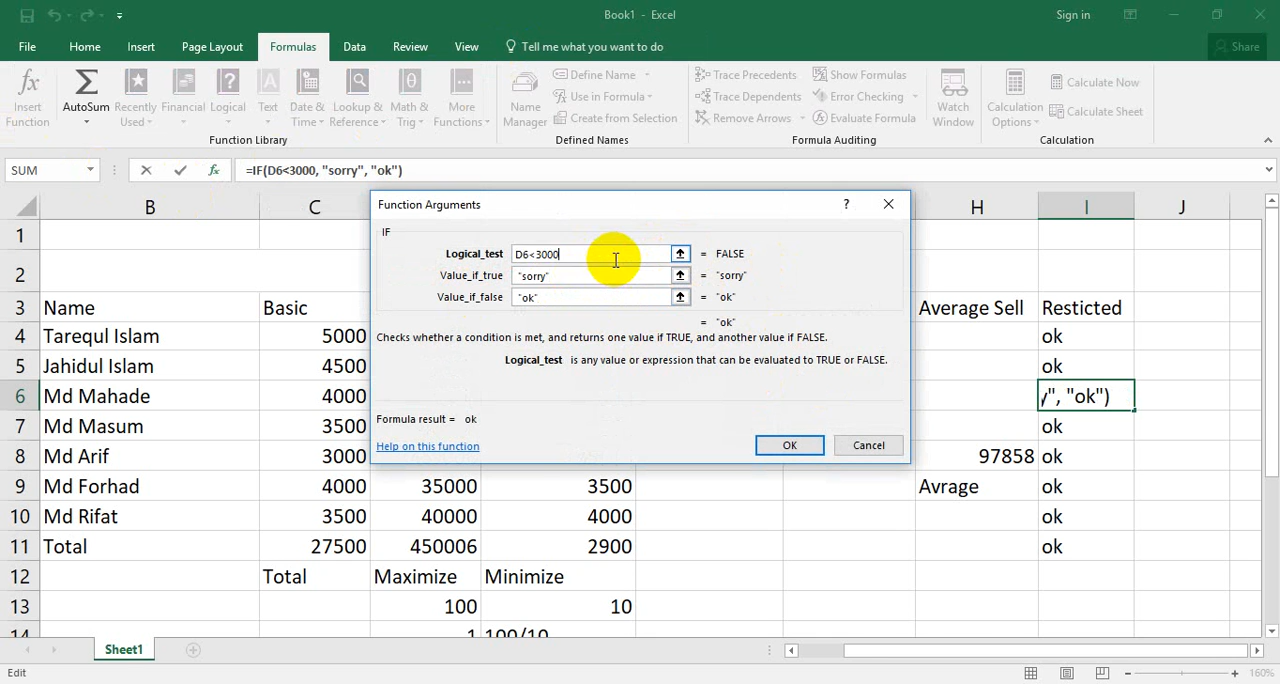 Book1 - Excel
Sign in
File Home Insert Page Layout Formulas Data Review View Tell me what you want to do Share
Insert Function
AutoSum
Recently Used
Financial
Logical
Text
Date & Time
Lookup & Reference
Math & Trig
More Functions
Function Library
Name Manager
Define Name
Use in Formula
Create from Selection
Defined Names
Trace Precedents
Trace Dependents
Remove Arrows
Show Formulas
Error Checking
Evaluate Formula
Formula Auditing
Watch Window
Calculation Options
Calculate Now
Calculate Sheet
Calculation
SUM fx =IF(D6<3000, "sorry", "ok")
B C H I J
Function Arguments ?
IF
Logical_test D6<3000 = FALSE
Value_if_true "sorry" = "sorry"
Value_if_false "ok" = "ok"
= "ok"
Checks whether a condition is met, and returns one value if TRUE, and another value if FALSE.
Logical_test is any value or expression that can be evaluated to TRUE or FALSE.
Formula result = ok
Help on this function
OK Cancel
1
2
3 Name Basic Average Sell Resticted
4 Tarequl Islam 5000 ok
5 Jahidul Islam 4500 ok
6 Md Mahade 4000 y", "ok")
7 Md Masum 3500 ok
8 Md Arif 3000 97858 ok
9 Md Forhad 4000 35000 3500 Avrage ok
10 Md Rifat 3500 40000 4000 ok
11 Total 27500 450006 2900 ok
12 Total Maximize Minimize
13 100 10
14 1 100/10
Sheet1
Edit
160%